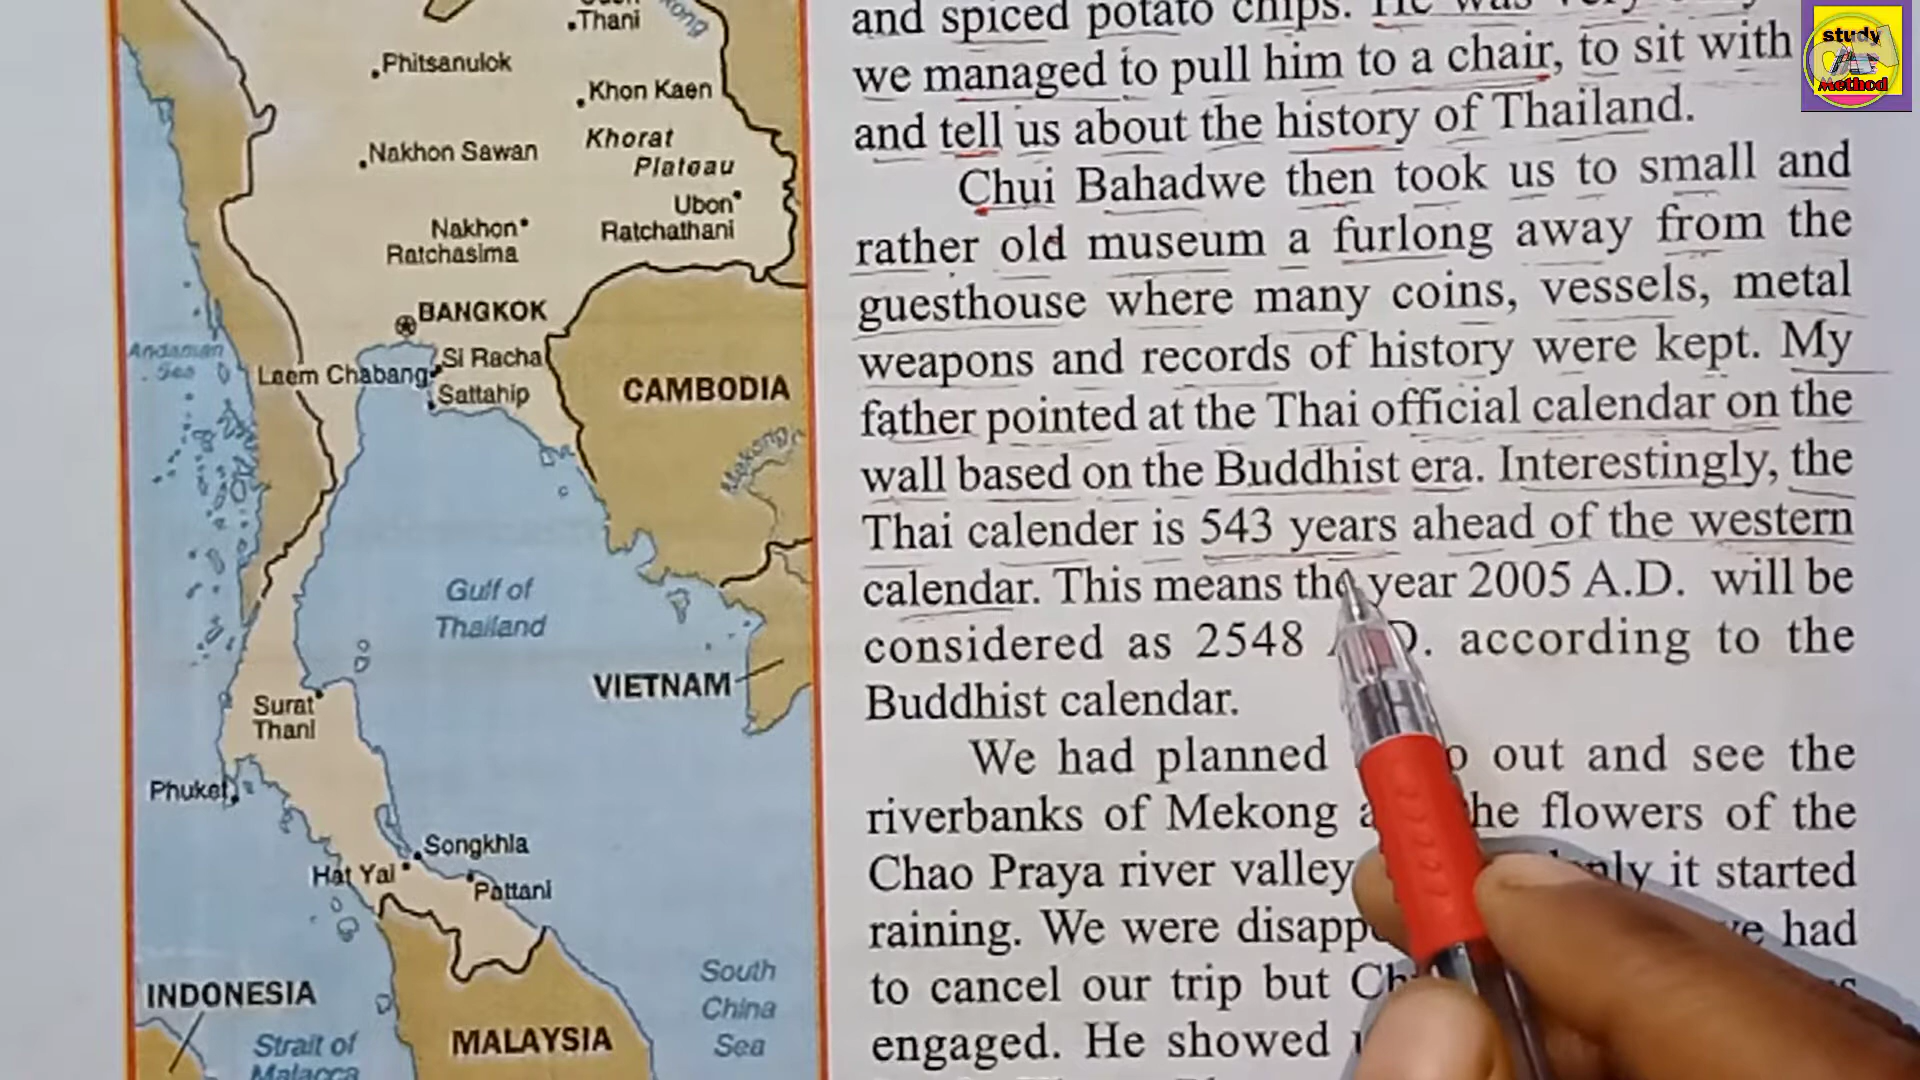 Thani
Phitsanulok
Khon Kaen
Nakhon Sawan
Khorat
Plateau
Ubon
Ratchathani
Nakhon
Ratchasima
BANGKOK
Si Racha
Laem Chabang
Sattahip
Andaman
Sea
CAMBODIA
Mekong
Gulf of
Thailand
VIETNAM
Surat
Thani
Phuket
Songkhla
Hat Yai
Pattani
INDONESIA
Strait of
Malacca
MALAYSIA
South
China
Sea
and spiced potato chips. He was very
we managed to pull him to a chair, to sit with
and tell us about the history of Thailand.
Chui Bahadwe then took us to small and
rather old museum a furlong away from the
guesthouse where many coins, vessels, metal
weapons and records of history were kept. My
father pointed at the Thai official calendar on the
wall based on the Buddhist era. Interestingly, the
Thai calender is 543 years ahead of the western
calendar. This means the year 2005 A.D. will be
considered as 2548 A.D. according to the
Buddhist calendar.
We had planned out and see the
riverbanks of Mekong the flowers of the
Chao Praya river valley it started
raining. We were had
to cancel our trip but
engaged. He showed
study
Method